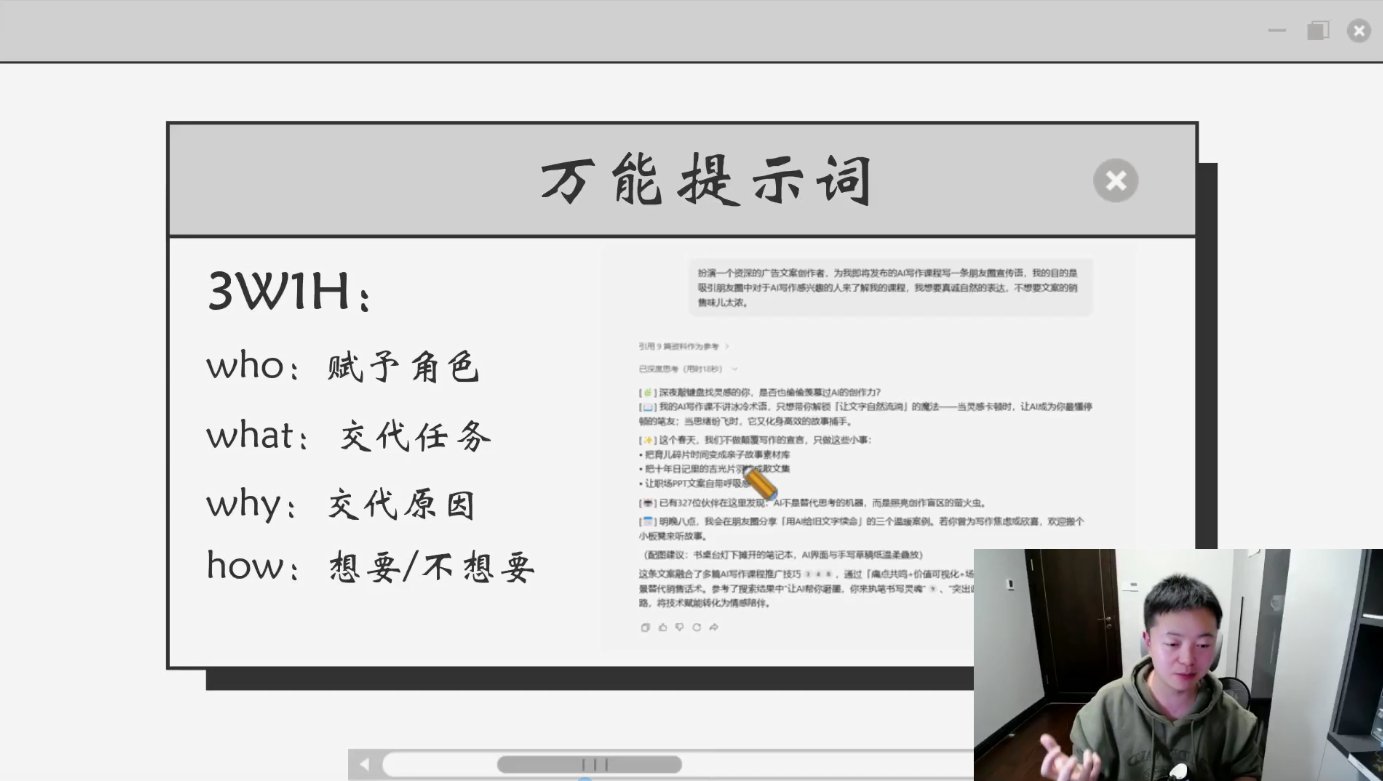 万能提示词
3W1H：
who：赋予角色
what：交代任务
why：交代原因
how：想要/不想要
扮演一个资深的广告文案创作者，为我即将发布的AI写作课程写一条朋友圈宣传语，我的目的是
吸引朋友圈中对于AI写作感兴趣的人来了解我的课程，我想要真诚自然的表达，不想要文案的销
售味儿太浓。
引用 9 篇资料作为参考
已深度思考（用时18秒）
[🍃] 深夜敲键盘找灵感的你，是否也偷偷羡慕过AI的创作力？
[📖] 我的AI写作课不讲冰冷术语，只想带你解锁「让文字自然流淌」的魔法——当灵感卡顿时，让AI成为你最懂停
顿的笔友；当思绪纷飞时，它又化身高效的故事捕手。
[✨] 这个春天，我们不做颠覆写作的宣言，只做这些小事：
• 把育儿碎片时间变成亲子故事素材库
• 把十年日记里的吉光片羽 成散文集
• 让职场PPT文案自带呼吸感
[☕] 已有327位伙伴在这里发现：AI不是替代思考的机器，而是照亮创作盲区的萤火虫。
[🗓️] 明晚八点，我会在朋友圈分享「用AI给旧文字续命」的三个温暖案例。若你曾为写作焦虑或欣喜，欢迎搬个
小板凳来听故事。
（配图建议：书桌台灯下摊开的笔记本，AI界面与手写草稿纸温柔叠放）
这条文案融合了多篇AI写作课程推广技巧，通过「痛点共鸣+价值可视化+场
景替代销售话术。参考了搜索结果中"让AI帮你磨墨，你来执笔书写灵魂"、"突出
路，将技术赋能转化为情感陪伴。